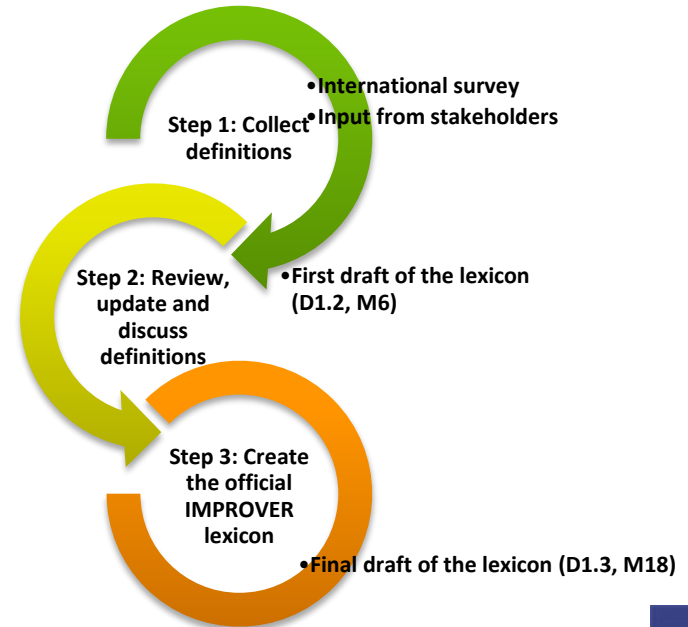 •International survey
Step 1: Collect
definitions
•Input from stakeholders
Step 2: Review,
update and
discuss
definitions
•First draft of the lexicon
(D1.2, M6)
Step 3: Create
the official
IMPROVER
lexicon
•Final draft of the lexicon (D1.3, M18)